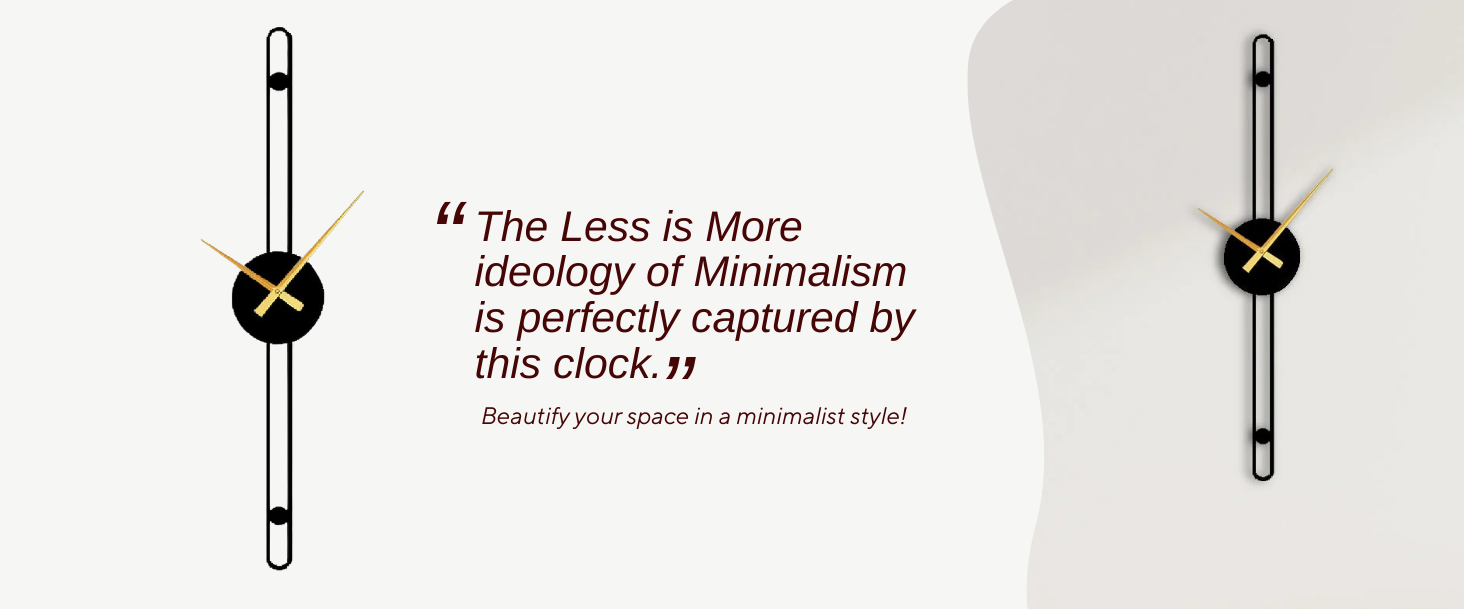 “The Less is More
ideology of Minimalism
is perfectly captured by
this clock.”
Beautify your space in a minimalist style!